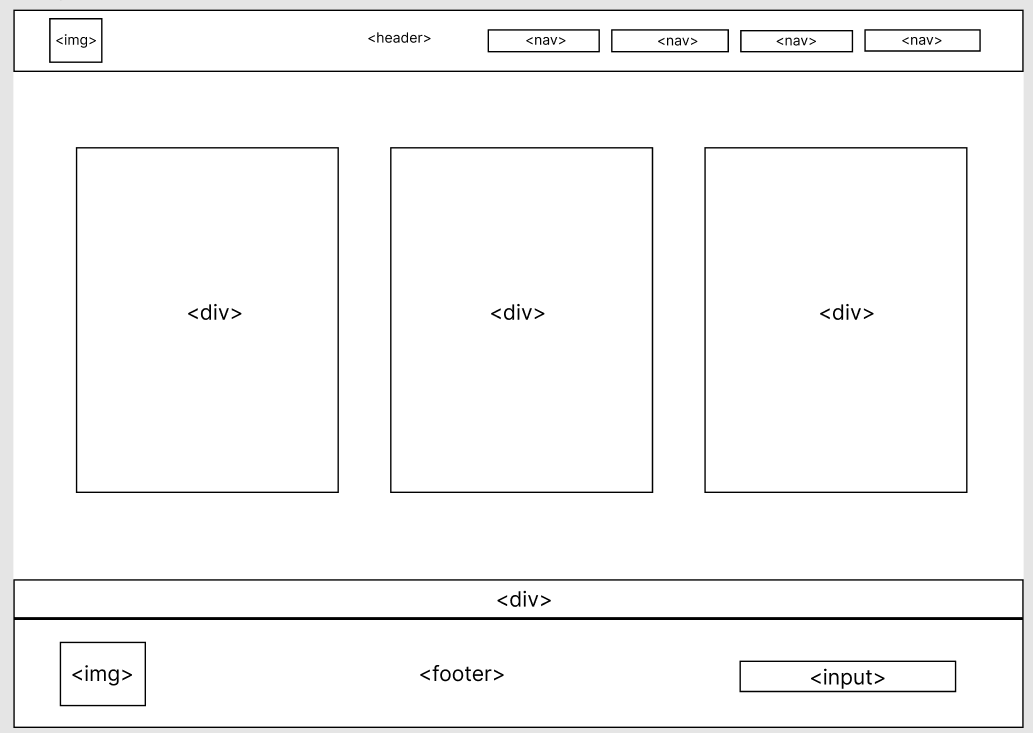 <img>
<header>
<nav>
<nav>
<nav>
<nav>
<div>
<div>
<div>
<div>
<img>
<footer>
<input>